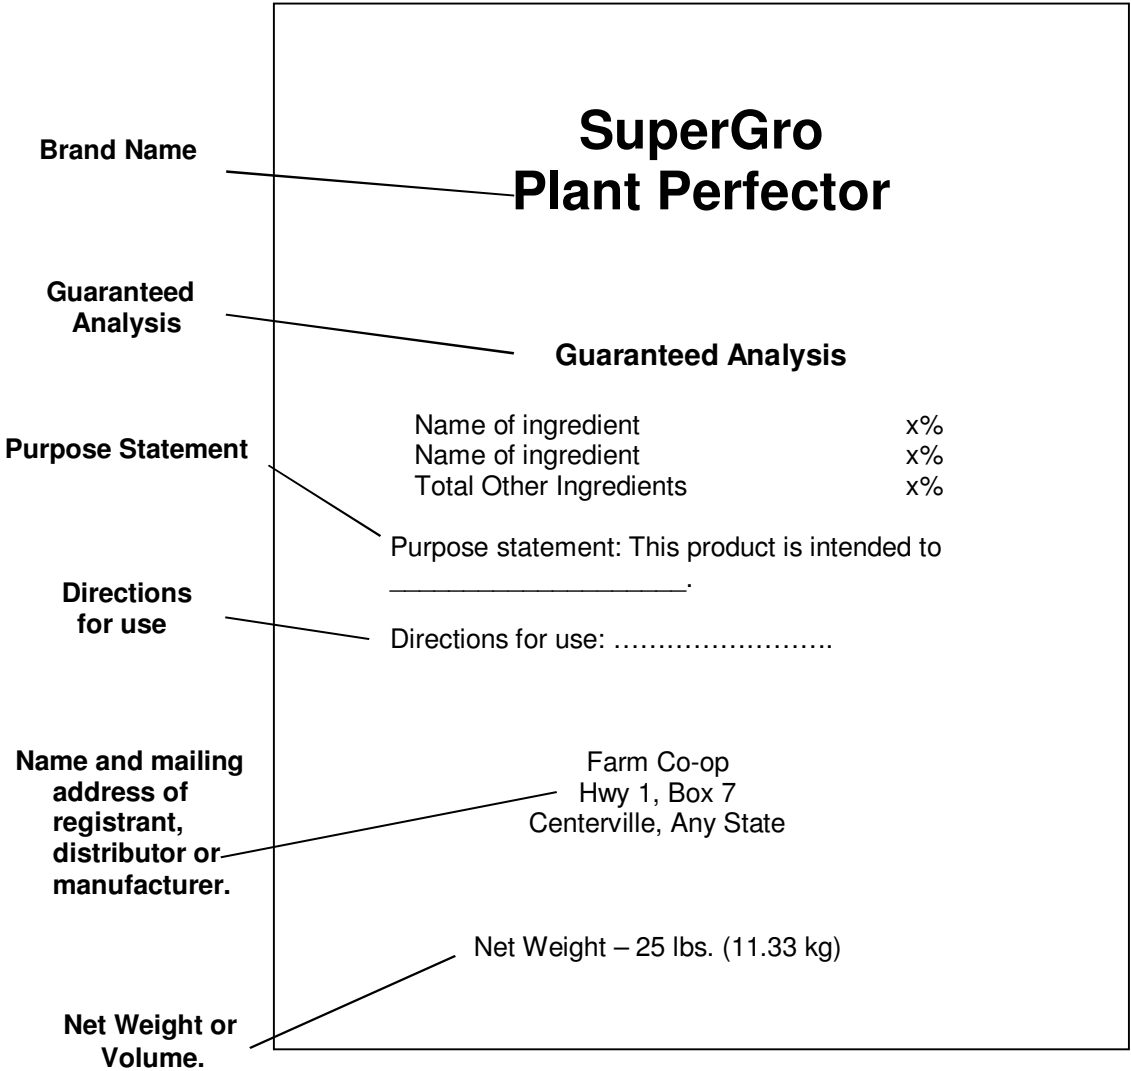 Brand Name
SuperGro
Plant Perfector
Guaranteed
Analysis
Guaranteed Analysis
Name of ingredient x%
Name of ingredient x%
Total Other Ingredients x%
Purpose Statement
Purpose statement: This product is intended to
____________________.
Directions
for use
Directions for use: …………………….
Name and mailing
address of
registrant,
distributor or
manufacturer.
Farm Co-op
Hwy 1, Box 7
Centerville, Any State
Net Weight – 25 lbs. (11.33 kg)
Net Weight or
Volume.